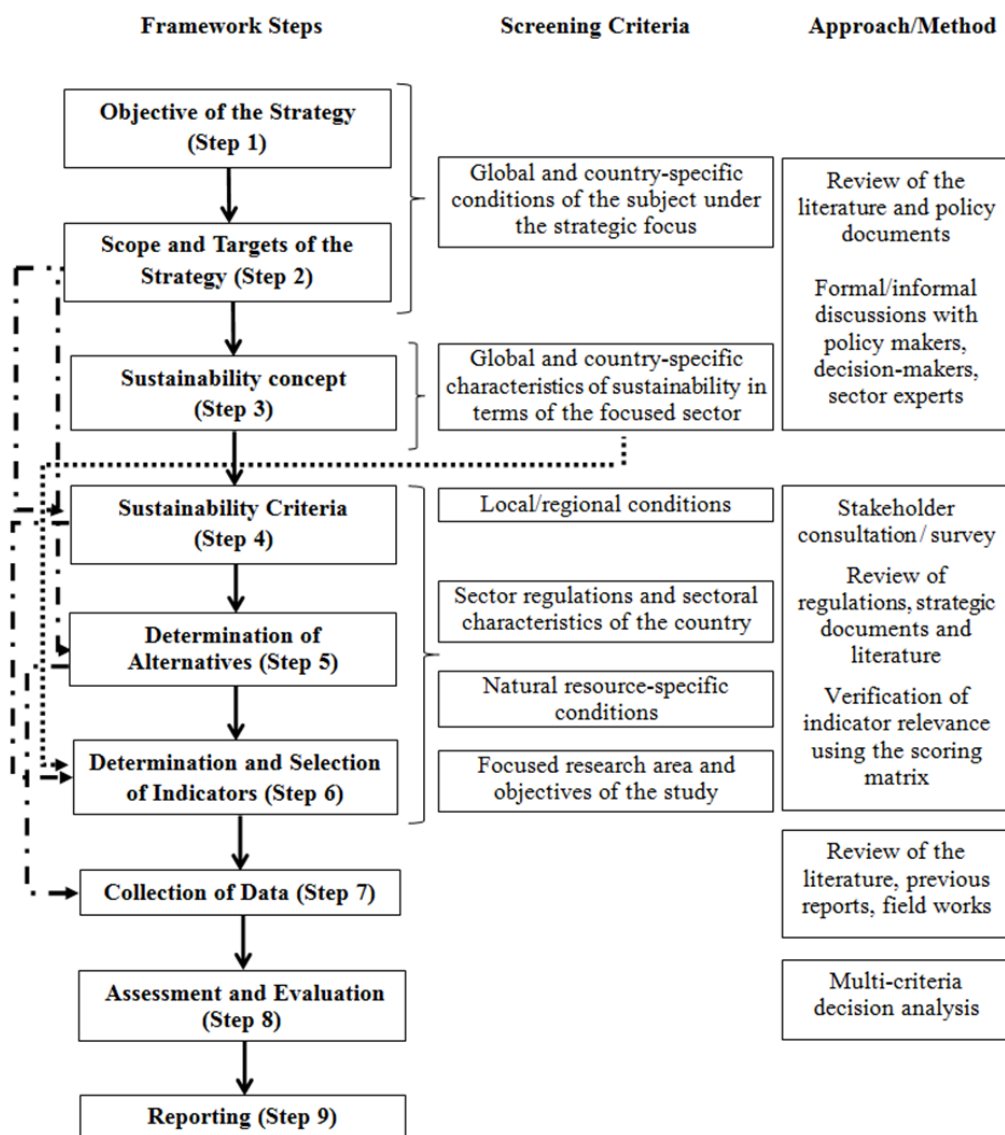 Framework Steps
Screening Criteria
Approach/Method
Objective of the Strategy
(Step 1)
Scope and Targets of the
Strategy (Step 2)
Sustainability concept
(Step 3)
Sustainability Criteria
(Step 4)
Determination of
Alternatives (Step 5)
Determination and Selection
of Indicators (Step 6)
Collection of Data (Step 7)
Assessment and Evaluation
(Step 8)
Reporting (Step 9)
Global and country-specific
conditions of the subject under
the strategic focus
Global and country-specific
characteristics of sustainability in
terms of the focused sector
Local/regional conditions
Sector regulations and sectoral
characteristics of the country
Natural resource-specific
conditions
Focused research area and
objectives of the study
Review of the
literature and policy
documents
Formal/informal
discussions with
policy makers,
decision-makers,
sector experts
Stakeholder
consultation / survey
Review of
regulations, strategic
documents and
literature
Verification of
indicator relevance
using the scoring
matrix
Review of the
literature, previous
reports, field works
Multi-criteria
decision analysis